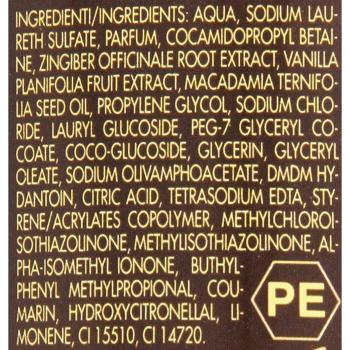 INGREDIENTI/INGREDIENTS: AQUA, SODIUM LAU-
RETH SULFATE, PARFUM, COCAMIDOPROPYL BETAI-
NE, ZINGIBER OFFICINALE ROOT EXTRACT, VANILLA
PLANIFOLIA FRUIT EXTRACT, MACADAMIA TERNIFO-
LIA SEED OIL, PROPYLENE GLYCOL, SODIUM CHLO-
RIDE, LAURYL GLUCOSIDE, PEG-7 GLYCERYL CO-
COATE, COCO-GLUCOSIDE, GLYCERIN, GLYCERYL
OLEATE, SODIUM OLIVAMPHOACETATE, DMDM HY-
DANTOIN, CITRIC ACID, TETRASODIUM EDTA, STY-
RENE/ACRYLATES COPOLYMER, METHYLCHLOROI-
SOTHIAZOLINONE, METHYLISOTHIAZOLINONE, AL-
PHA-ISOMETHYL IONONE, BUTHYL-
PHENYL METHYLPROPIONAL, COU-
MARIN, HYDROXYCITRONELLAL, LI-
MONENE, CI 15510, CI 14720.
PE